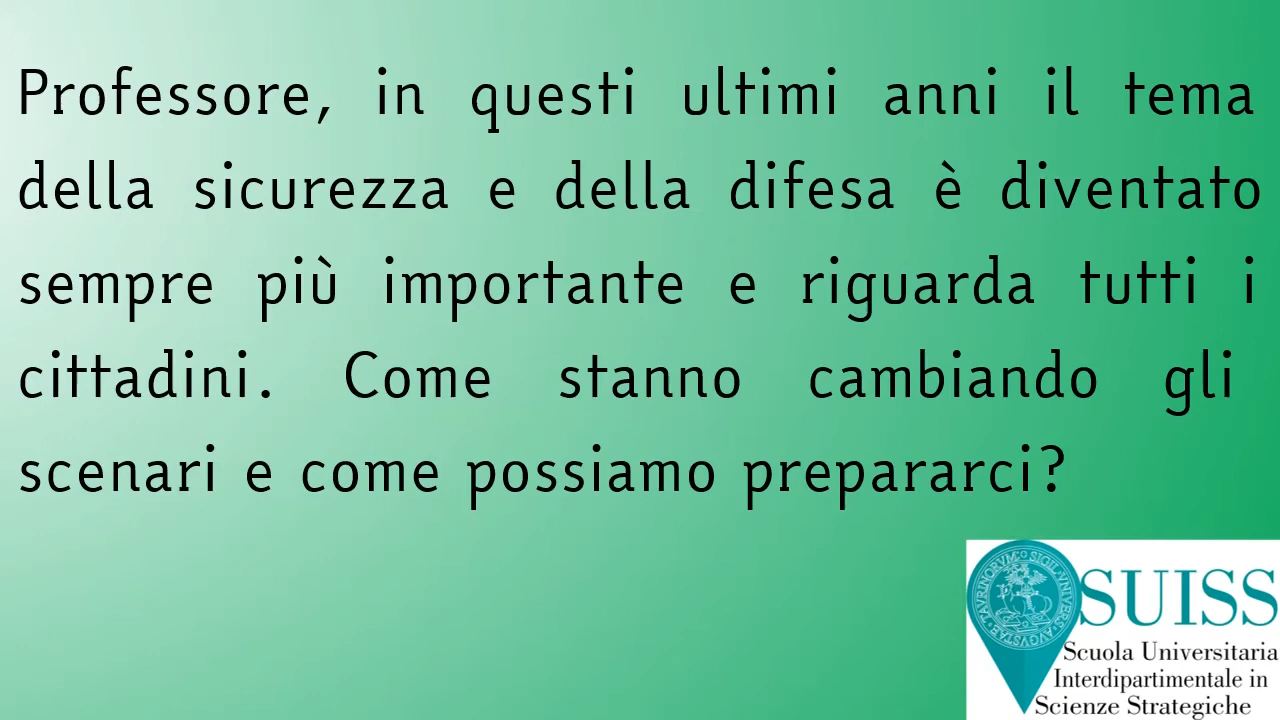 Professore, in questi ultimi anni il tema
della sicurezza e della difesa è diventato
sempre più importante e riguarda tutti i
cittadini. Come stanno cambiando gli
scenari e come possiamo prepararci?
SUISS
Scuola Universitaria
Interdipartimentale in
Scienze Strategiche